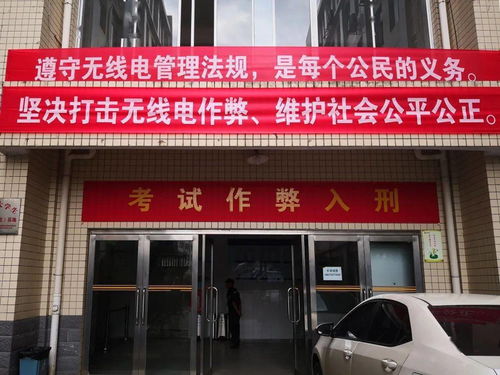 遵守无线电管理法规，是每个公民的义务。
坚决打击无线电作弊、维护社会公平公正。
考试作弊入刑